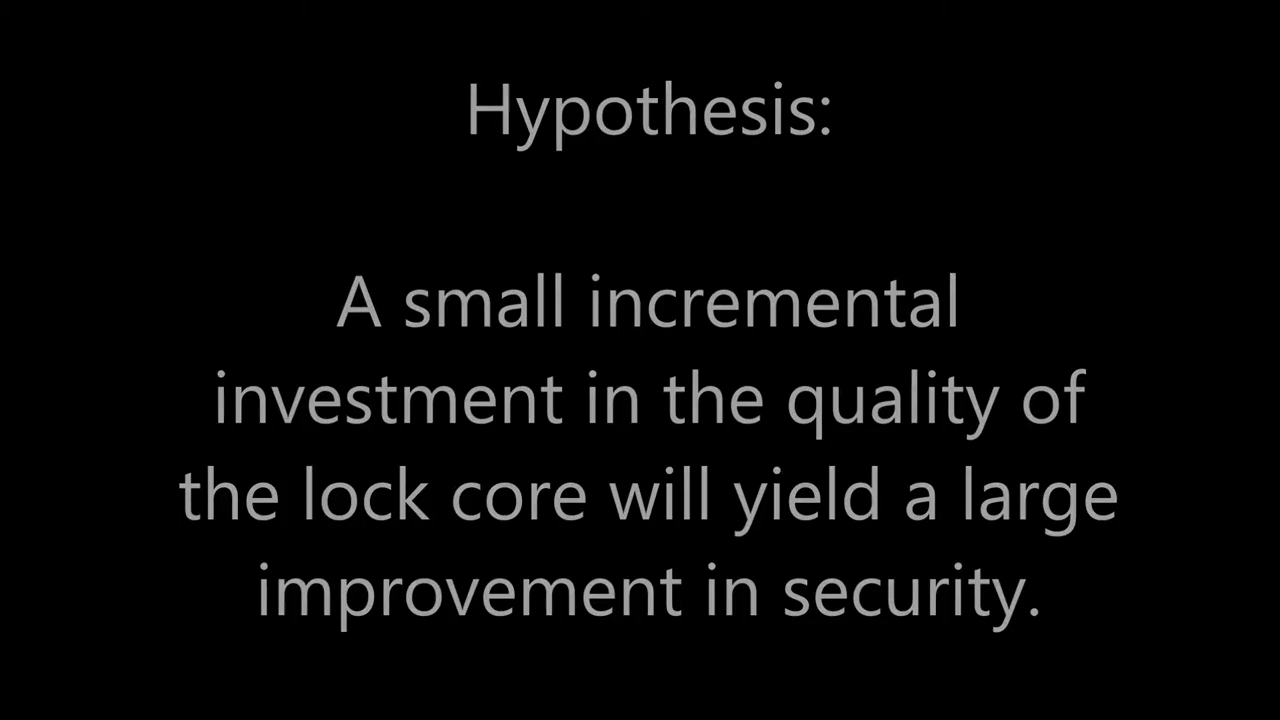 Hypothesis:
A small incremental
investment in the quality of
the lock core will yield a large
improvement in security.